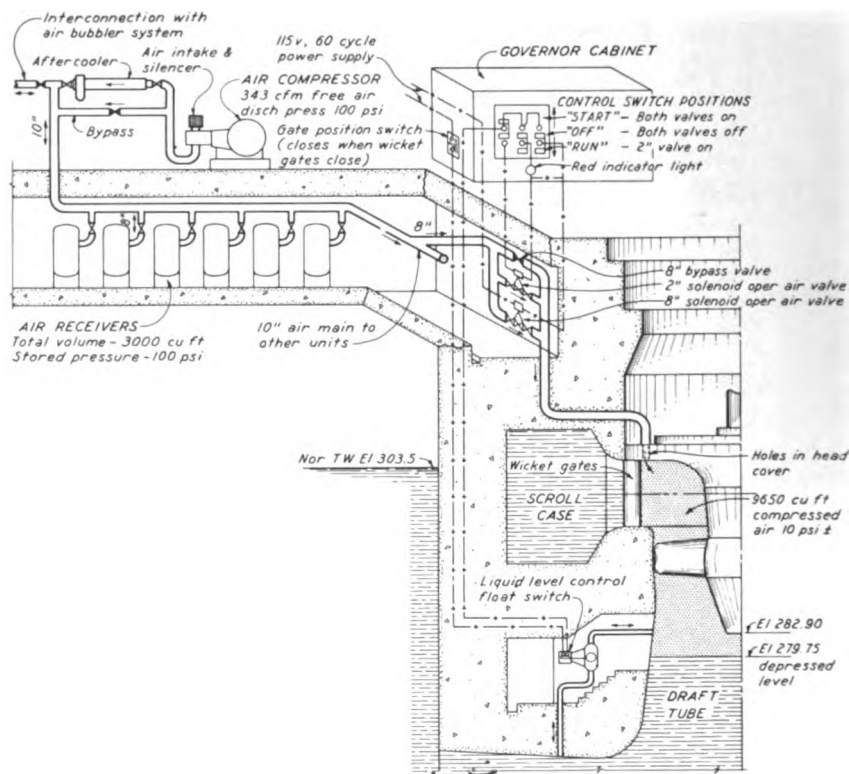 Interconnection with
air bubbler system
Aftercooler
Air intake &
silencer
115v, 60 cycle
power supply
GOVERNOR CABINET
AIR COMPRESSOR
343 cfm free air
disch press 100 psi
CONTROL SWITCH POSITIONS
"START" - Both valves on
"OFF" - Both valves off
"RUN" - 2" valve on
Red indicator light
Gate position switch
(closes when wicket
gates close)
10"
Bypass
8"
8"
8" bypass valve
2" solenoid oper air valve
8" solenoid oper air valve
AIR RECEIVERS
Total volume - 3000 cu ft
Stored pressure - 100 psi
10" air main to
other units
Nor TW El 303.5
Wicket gates
SCROLL
CASE
Holes in head
cover
9650 cu ft
compressed
air 10 psi ±
Liquid level control
float switch
El 282.90
El 279.75
depressed
level
DRAFT
TUBE